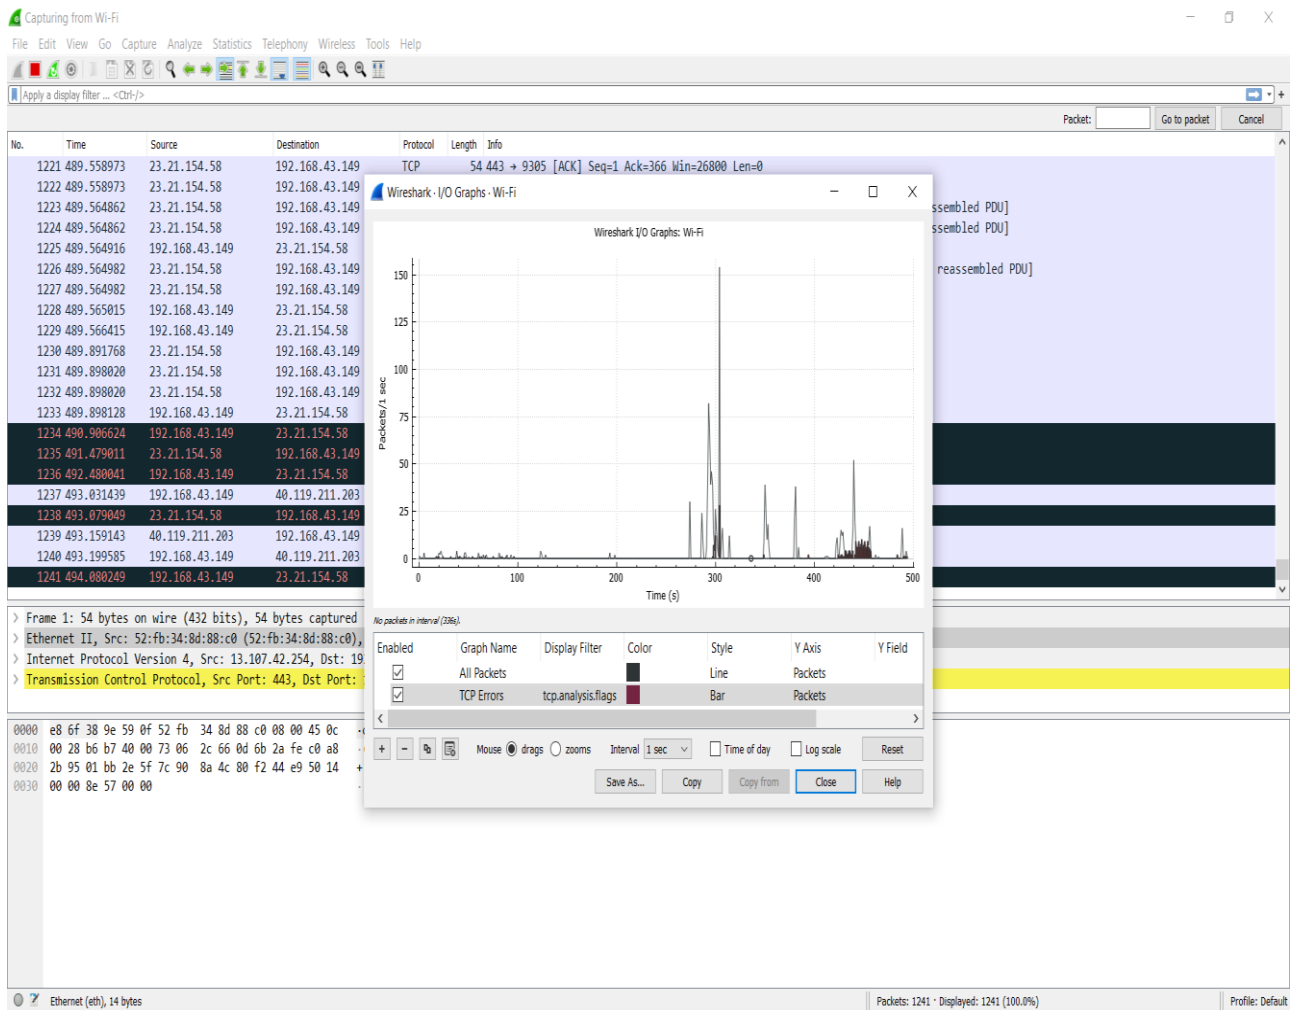 Capturing from Wi-Fi
File Edit View Go Capture Analyze Statistics Telephony Wireless Tools Help
Apply a display filter ... <Ctrl-/>
Packet: Go to packet Cancel
No. Time Source Destination Protocol Length Info
1221 489.558973 23.21.154.58 192.168.43.149 TCP 54 443 → 9305 [ACK] Seq=1 Ack=366 Win=26800 Len=0
1222 489.558973 23.21.154.58 192.168.43.149
1223 489.564862 23.21.154.58 192.168.43.149 ssembled PDU]
1224 489.564862 23.21.154.58 192.168.43.149 ssembled PDU]
1225 489.564916 192.168.43.149 23.21.154.58
1226 489.564982 23.21.154.58 192.168.43.149 reassembled PDU]
1227 489.564982 23.21.154.58 192.168.43.149
1228 489.565015 192.168.43.149 23.21.154.58
1229 489.566415 192.168.43.149 23.21.154.58
1230 489.891768 23.21.154.58 192.168.43.149
1231 489.898020 23.21.154.58 192.168.43.149
1232 489.898020 23.21.154.58 192.168.43.149
1233 489.898128 192.168.43.149 23.21.154.58
1234 490.906624 192.168.43.149 23.21.154.58
1235 491.479011 23.21.154.58 192.168.43.149
1236 492.480041 192.168.43.149 23.21.154.58
1237 493.031439 192.168.43.149 40.119.211.203
1238 493.079049 23.21.154.58 192.168.43.149
1239 493.159143 40.119.211.203 192.168.43.149
1240 493.199585 192.168.43.149 40.119.211.203
1241 494.080249 192.168.43.149 23.21.154.58
Wireshark · I/O Graphs · Wi-Fi
Wireshark I/O Graphs: Wi-Fi
Packets/1 sec
150
125
100
75
50
25
0
0 100 200 300 400 500
Time (s)
No packets in interval (336s).
Enabled Graph Name Display Filter Color Style Y Axis Y Field
All Packets Line Packets
TCP Errors tcp.analysis.flags Bar Packets
+ − Mouse drags zooms Interval 1 sec Time of day Log scale Reset
Save As... Copy Copy from Close Help
Frame 1: 54 bytes on wire (432 bits), 54 bytes captured
Ethernet II, Src: 52:fb:34:8d:88:c0 (52:fb:34:8d:88:c0),
Internet Protocol Version 4, Src: 13.107.42.254, Dst: 19
Transmission Control Protocol, Src Port: 443, Dst Port:
0000 e8 6f 38 9e 59 0f 52 fb 34 8d 88 c0 08 00 45 0c
0010 00 28 b6 b7 40 00 73 06 2c 66 0d 6b 2a fe c0 a8
0020 2b 95 01 bb 2e 5f 7c 90 8a 4c 80 f2 44 e9 50 14 +
0030 00 00 8e 57 00 00
Ethernet (eth), 14 bytes
Packets: 1241 · Displayed: 1241 (100.0%)
Profile: Default